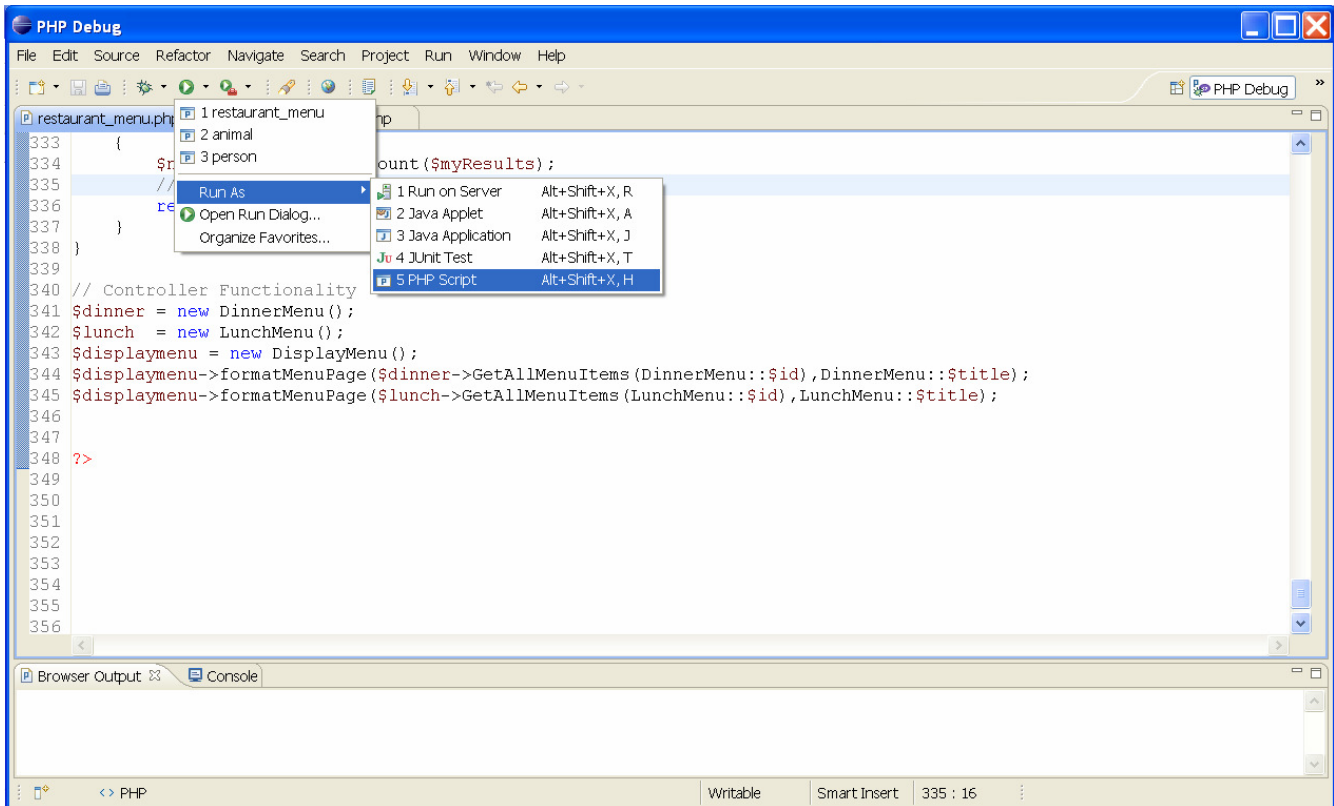 PHP Debug
File Edit Source Refactor Navigate Search Project Run Window Help
PHP Debug »
restaurant_menu.php
1 restaurant_menu
2 animal
3 person
Run As
Open Run Dialog...
Organize Favorites...
1 Run on Server Alt+Shift+X, R
2 Java Applet Alt+Shift+X, A
3 Java Application Alt+Shift+X, J
Ju 4 JUnit Test Alt+Shift+X, T
5 PHP Script Alt+Shift+X, H
333 {
334 ount($myResults);
335 //
336 re
337 }
338 }
339
340 // Controller Functionality
341 $dinner = new DinnerMenu();
342 $lunch = new LunchMenu();
343 $displaymenu = new DisplayMenu();
344 $displaymenu->formatMenuPage($dinner->GetAllMenuItems(DinnerMenu::$id),DinnerMenu::$title);
345 $displaymenu->formatMenuPage($lunch->GetAllMenuItems(LunchMenu::$id),LunchMenu::$title);
346
347
348 ?>
349
350
351
352
353
354
355
356
Browser Output Console
<> PHP Writable Smart Insert 335 : 16